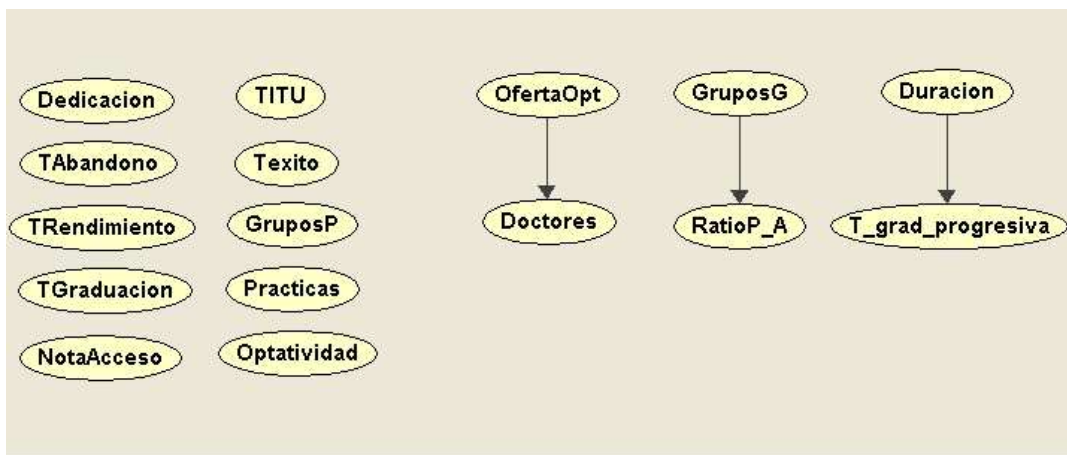 Dedicacion
TITU
OfertaOpt
GruposG
Duracion
TAbandono
Texito
TRendimiento
GruposP
Doctores
RatioP_A
T_grad_progresiva
TGraduacion
Practicas
NotaAcceso
Optatividad